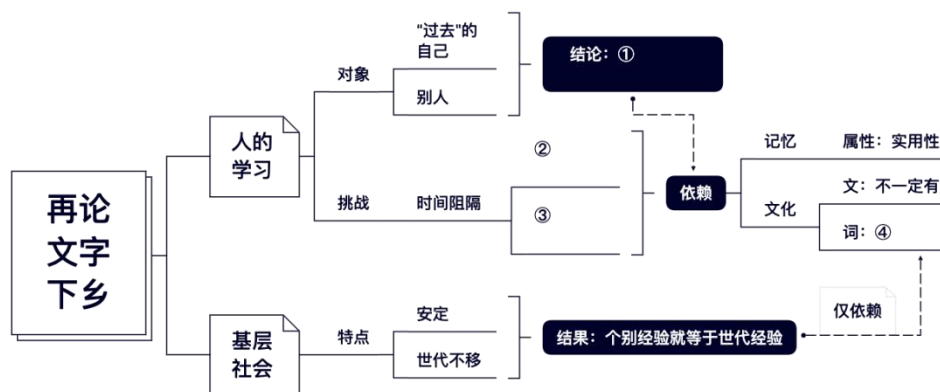 再论
文字
下乡
人的
学习
对象
“过去”的
自己
别人
结论：①
挑战
时间阻隔
②
③
依赖
记忆
属性：实用性
文化
文：不一定有
词：④
基层
社会
特点
安定
世代不移
结果：个别经验就等于世代经验
仅依赖